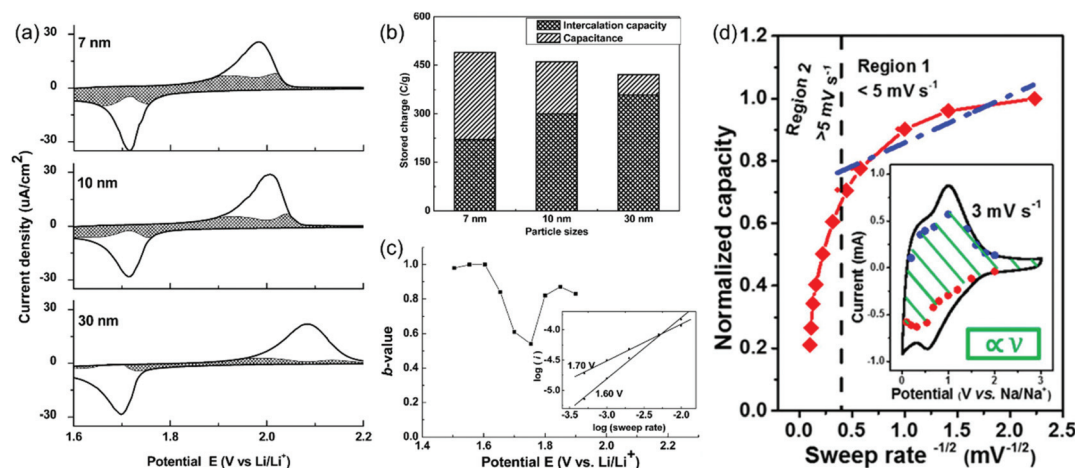 (a)
7 nm
30
0
-30
10 nm
30
0
-30
30 nm
30
0
-30
1.6 1.8 2.0 2.2
Current density (uA/cm²)
Potential E (V vs Li/Li⁺)
(b)
600
450
300
150
0
Stored charge (C/g)
Intercalation capacity
Capacitance
7 nm 10 nm 30 nm
Particle sizes
(c)
1.0
0.8
0.6
0.4
0.2
0.0
b-value
1.4 1.5 1.6 1.7 1.8 1.9 2.0
Potential E (V vs. Li/Li⁺)
-4.0
-4.5
-5.0
log (i)
1.70 V
1.60 V
-3.5 -3.0 -2.5 -2.0
log (sweep rate)
(d)
1.2
1.0
0.8
0.6
0.4
0.2
0.0
Normalized capacity
Region 2
>5 mV s⁻¹
Region 1
< 5 mV s⁻¹
3 mV s⁻¹
1.0
0.5
0.0
-0.5
-1.0
Current (mA)
∝ ν
0 1 2 3
Potential (V vs. Na/Na⁺)
0.0 0.5 1.0 1.5 2.0 2.5
Sweep rate ⁻¹/² (mV⁻¹/²)